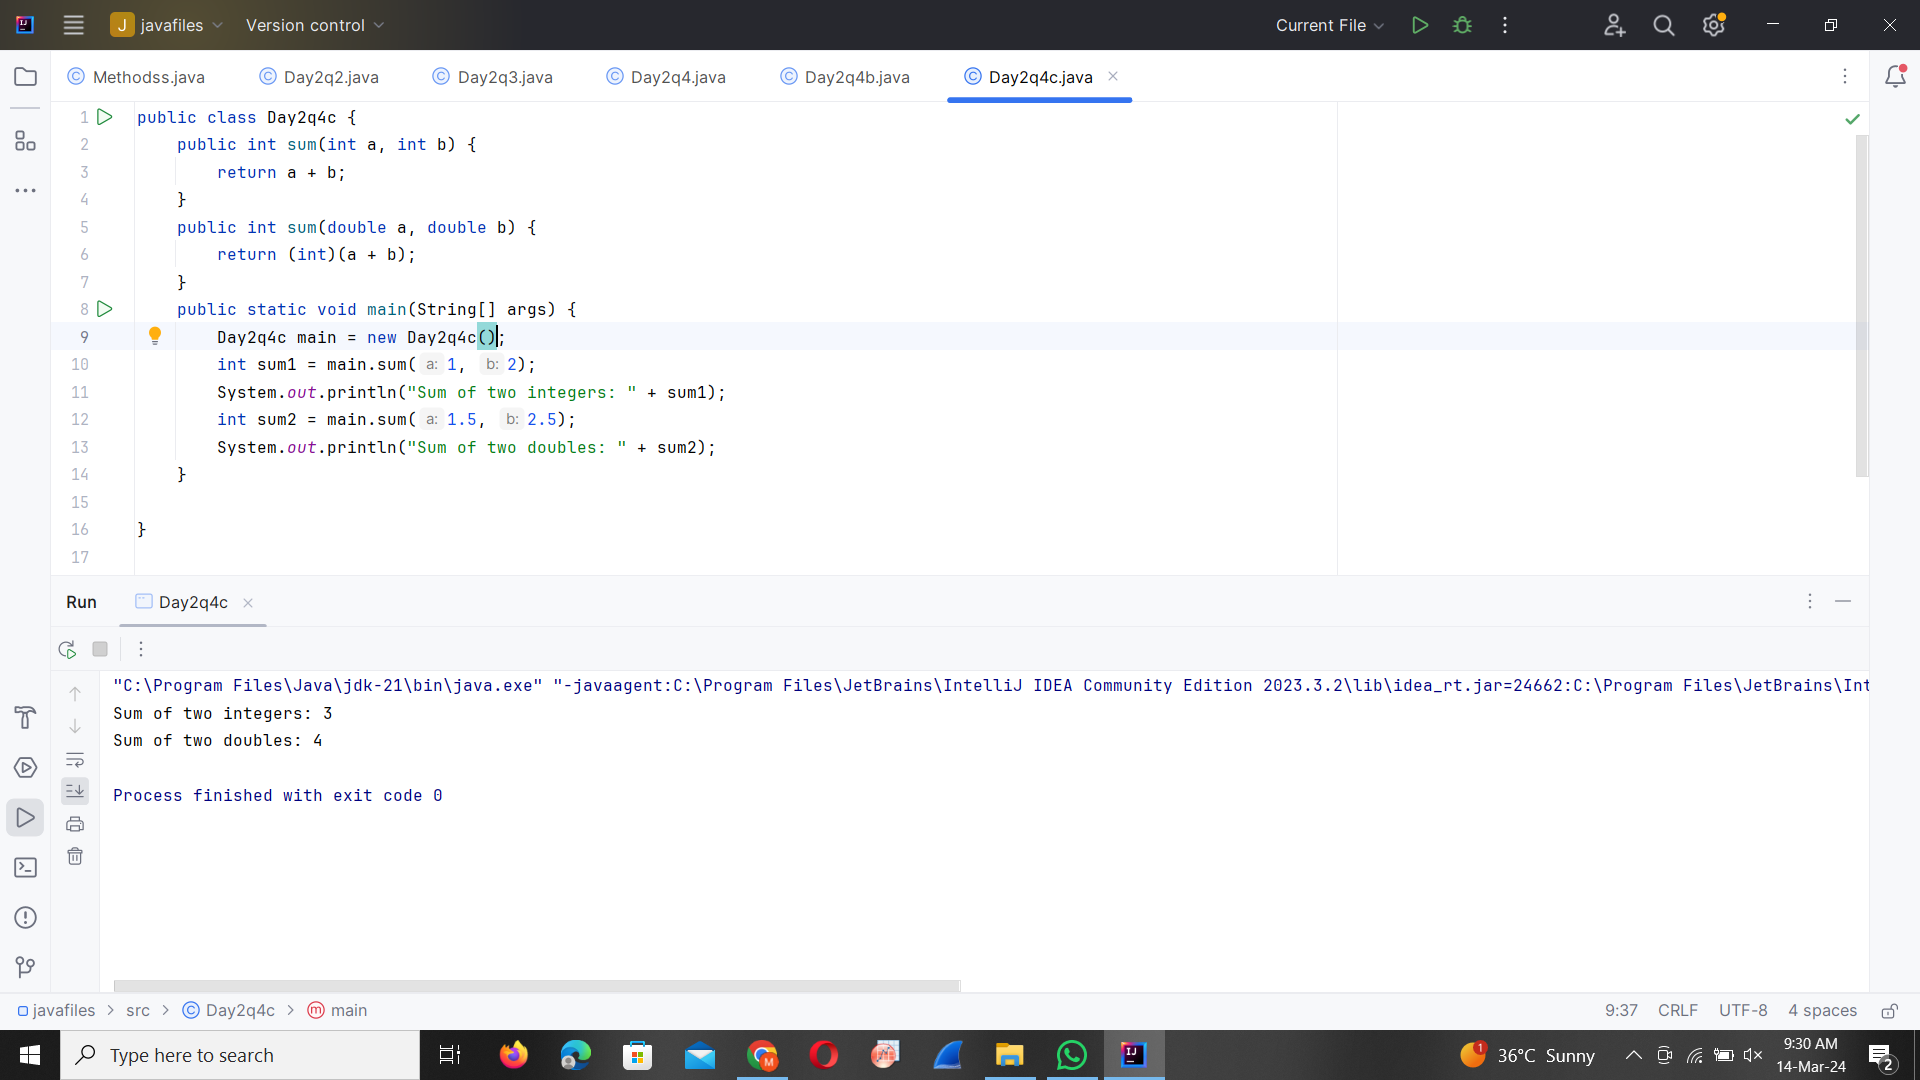 J javafiles Version control Current File
Methodss.java Day2q2.java Day2q3.java Day2q4.java Day2q4b.java Day2q4c.java
1 public class Day2q4c {
2 public int sum(int a, int b) {
3 return a + b;
4 }
5 public int sum(double a, double b) {
6 return (int)(a + b);
7 }
8 public static void main(String[] args) {
9 Day2q4c main = new Day2q4c();
10 int sum1 = main.sum( a: 1, b: 2);
11 System.out.println("Sum of two integers: " + sum1);
12 int sum2 = main.sum( a: 1.5, b: 2.5);
13 System.out.println("Sum of two doubles: " + sum2);
14 }
15
16 }
17
Run Day2q4c
"C:\Program Files\Java\jdk-21\bin\java.exe" "-javaagent:C:\Program Files\JetBrains\IntelliJ IDEA Community Edition 2023.3.2\lib\idea_rt.jar=24662:C:\Program Files\JetBrains\Int
Sum of two integers: 3
Sum of two doubles: 4
Process finished with exit code 0
javafiles > src > Day2q4c > m main 9:37 CRLF UTF-8 4 spaces
Type here to search 1 36°C Sunny 9:30 AM
14-Mar-24 2